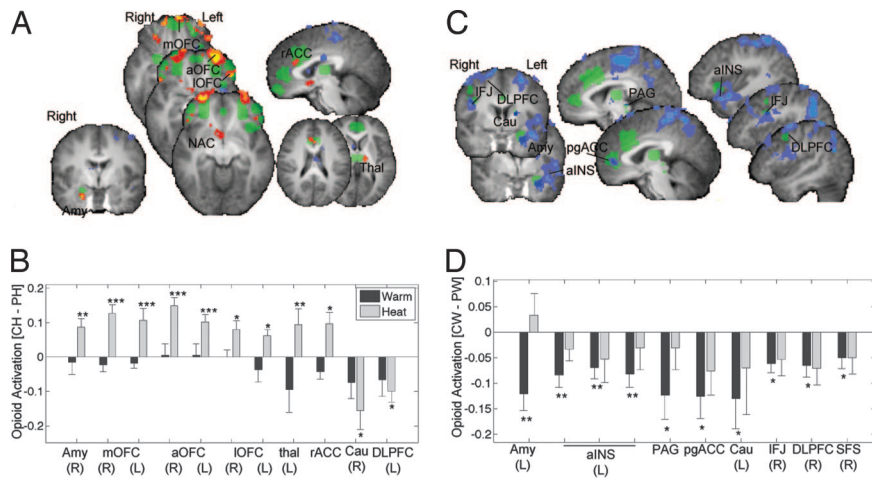 A
Right
Left
mOFC
aOFC
lOFC
Right
NAC
Amy
rACC
Thal
C
Right
Left
IFJ
DLPFC
Cau
Amy
aINS
PAG
pgACC
aINS
IFJ
DLPFC
B
Opioid Activation [CH - PH]
0.2
0.1
0
-0.1
-0.2
Warm
Heat
** *** *** *** *** * * ** * * *
Amy mOFC aOFC lOFC thal rACC Cau DLPFC
(R) (R) (L) (R) (L) (R) (L) (L) (R) (R)
D
Opioid Activation [CW - PW]
0.1
0.05
0
-0.05
-0.1
-0.15
-0.2
** ** ** ** * * * * * *
Amy aINS PAG pgACC Cau IFJ DLPFC SFS
(L) (L) (L) (R) (R) (R)